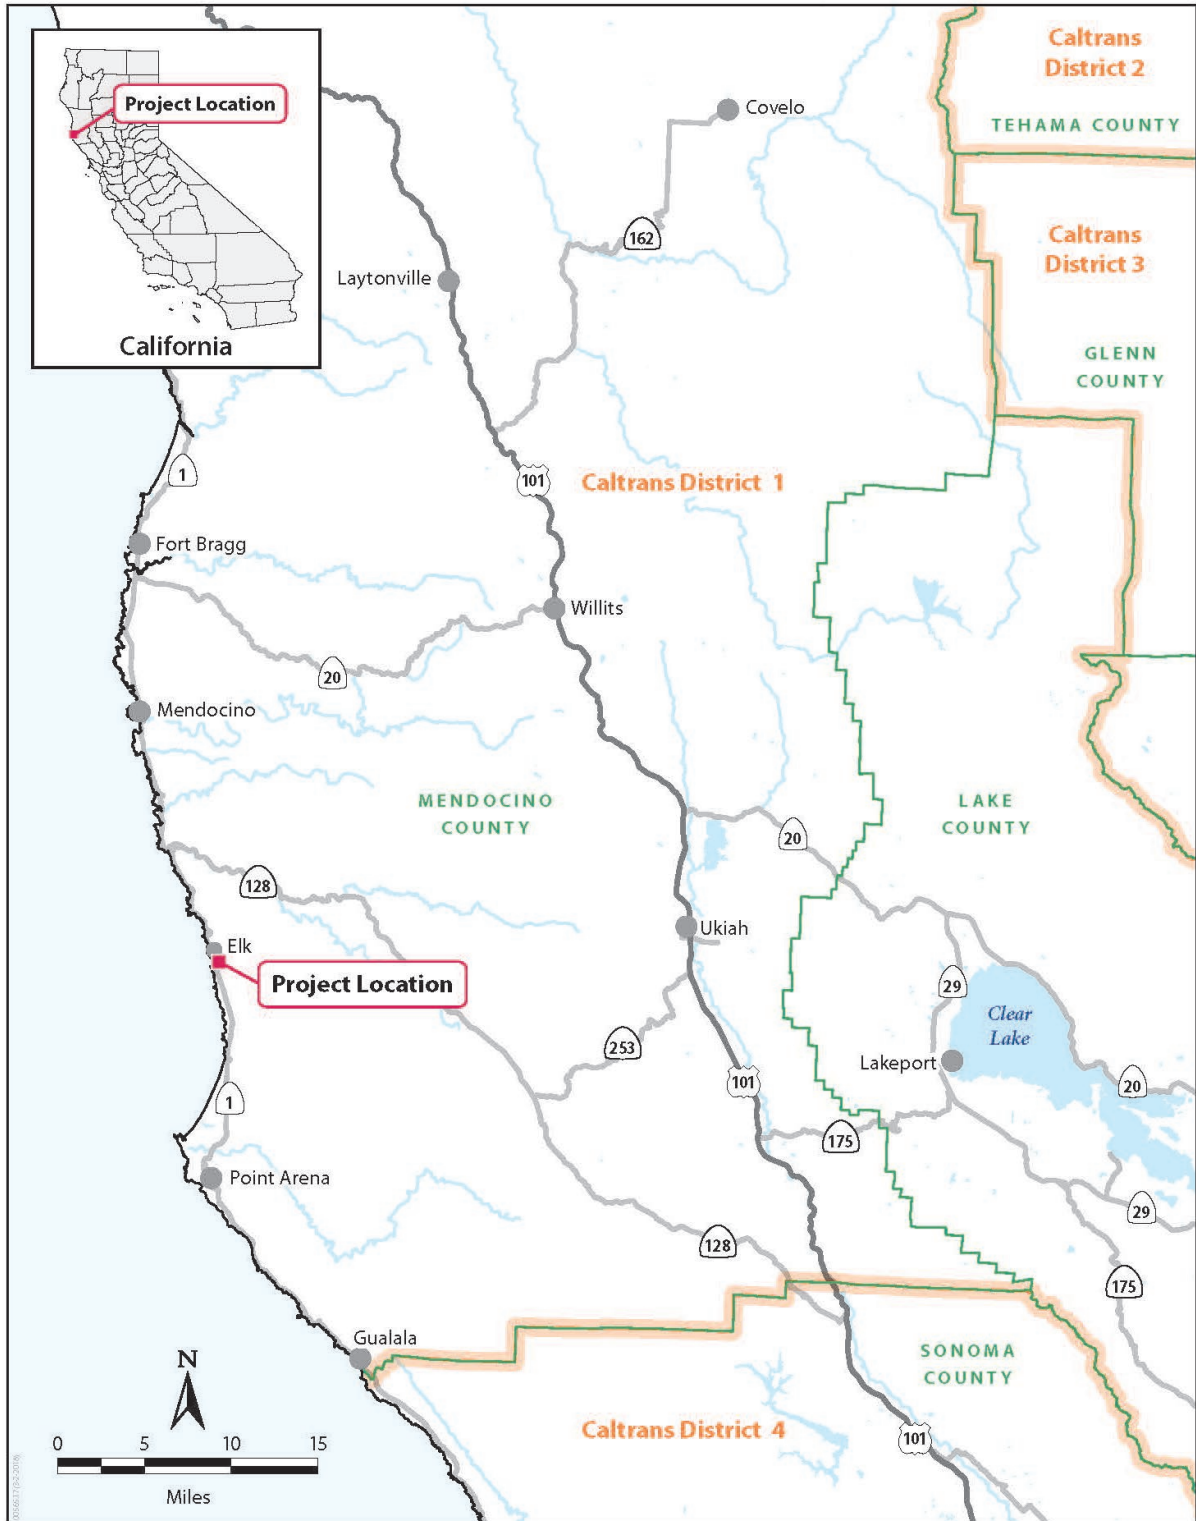 Caltrans
District 2
Project Location
Covelo
TEHAMA COUNTY
162
Caltrans
District 3
Laytonville
California
GLENN
COUNTY
1
101
Caltrans District 1
Fort Bragg
Willits
20
Mendocino
MENDOCINO
COUNTY
LAKE
COUNTY
20
128
Ukiah
Elk
Project Location
29
Clear
Lake
253
Lakeport
101
20
1
175
Point Arena
29
128
175
Gualala
SONOMA
COUNTY
N
Caltrans District 4
101
0 5 10 15
Miles